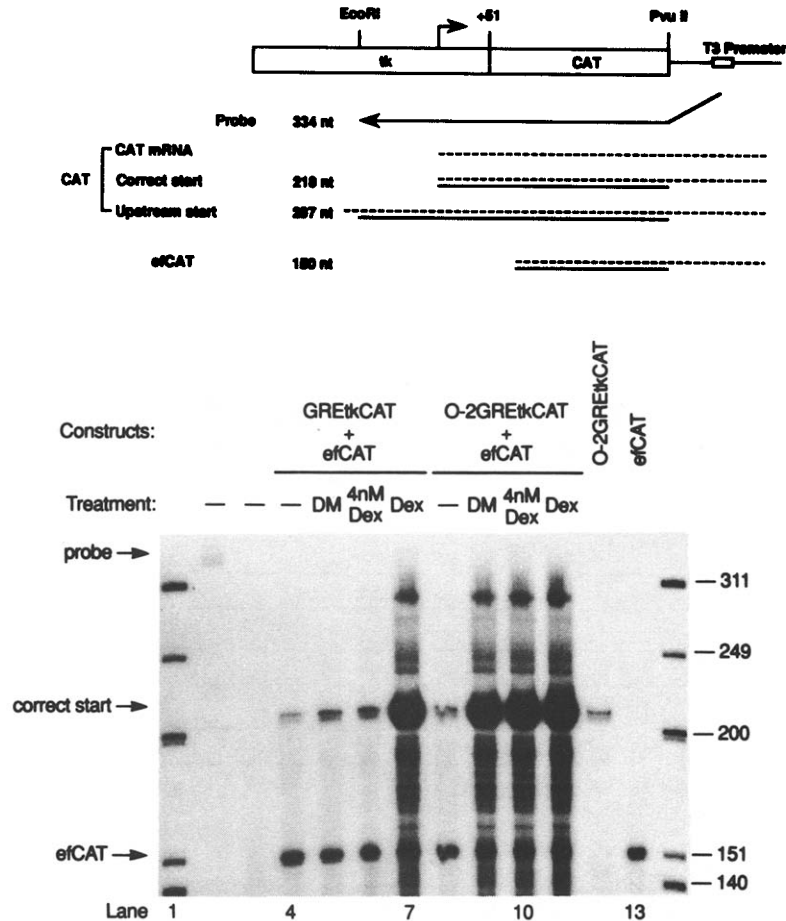 EcoRI +51 Pvu II
T3 Promoter
tk CAT
Probe 334 nt
CAT mRNA
CAT Correct start 219 nt
Upstream start 297 nt
efCAT 150 nt
Constructs: GREtkCAT + efCAT O-2GREtkCAT + efCAT O-2GREtkCAT efCAT
Treatment: — — — DM 4nM Dex Dex — DM 4nM Dex Dex
probe
311
249
correct start
200
efCAT
151
140
Lane 1 4 7 10 13